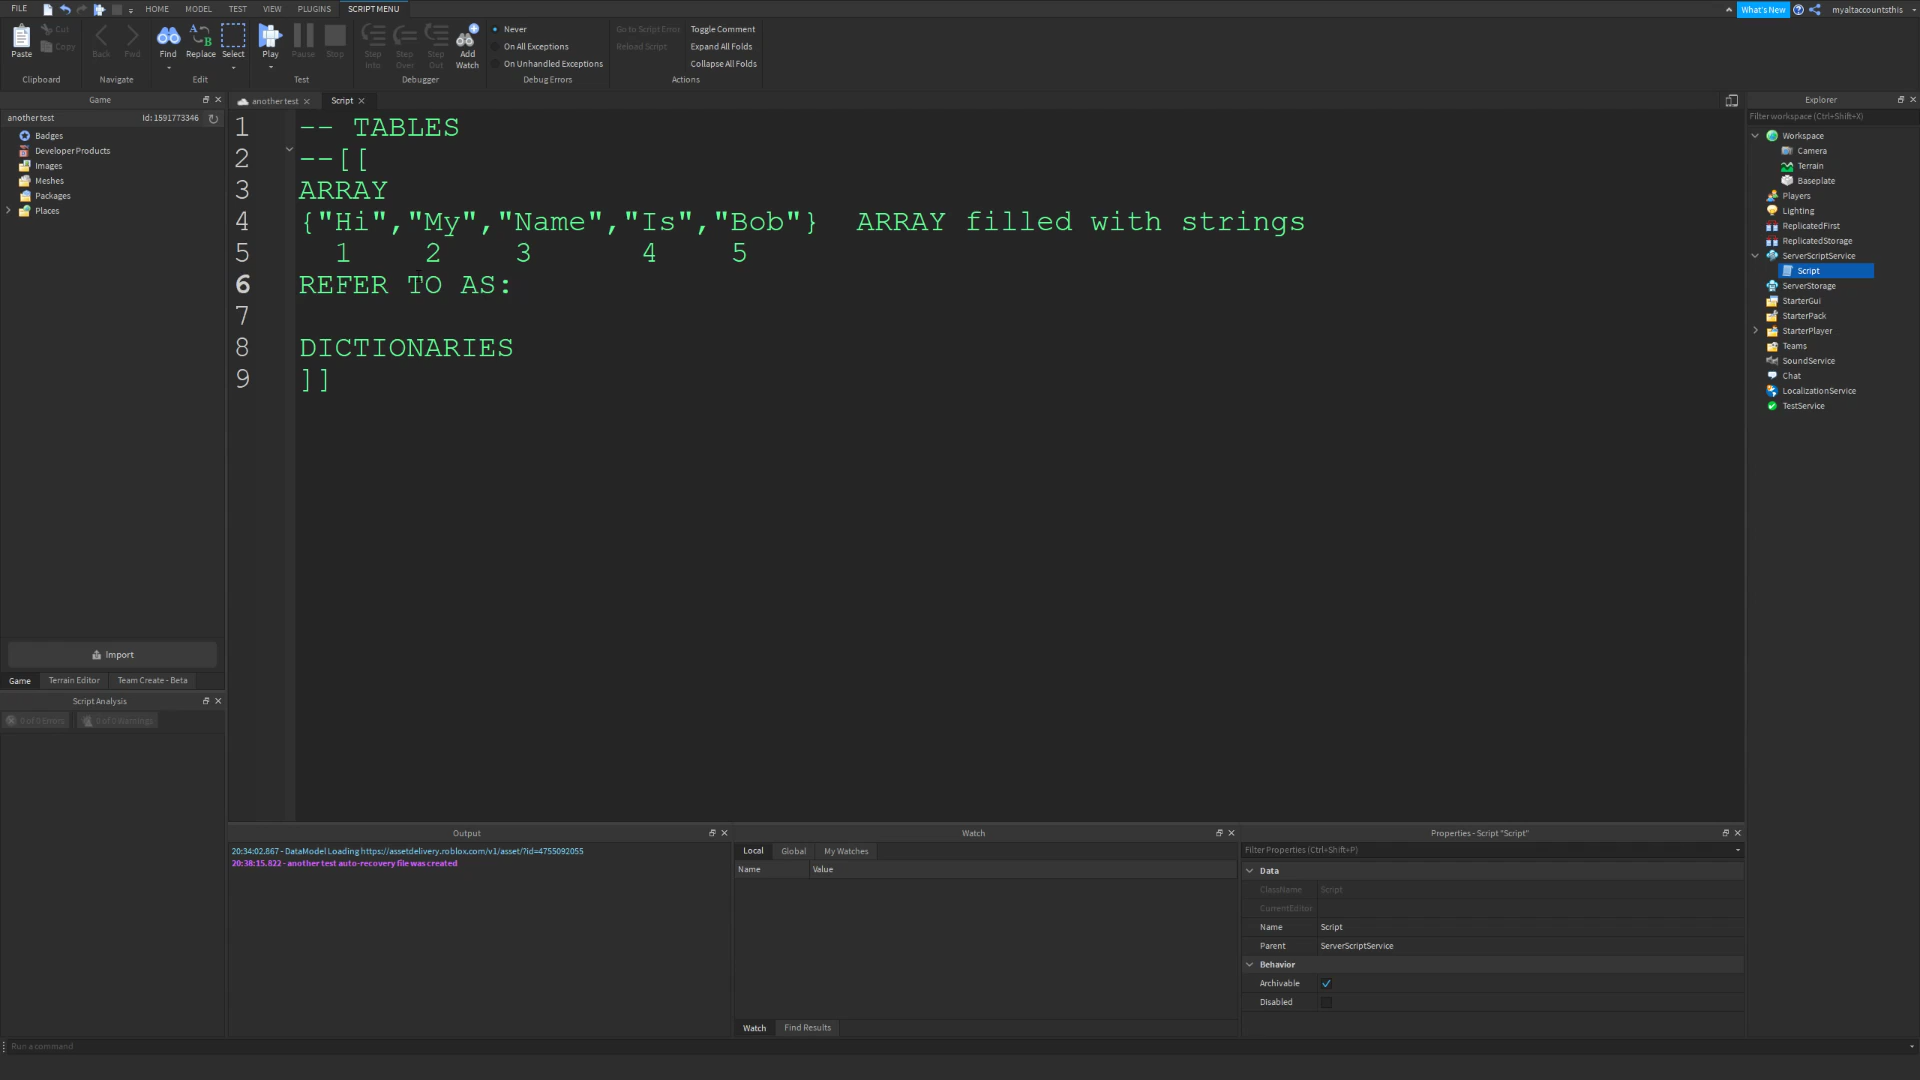 FILE HOME MODEL TEST VIEW PLUGINS SCRIPT MENU What's New myaltaccountsthis
Paste Cut Copy
Clipboard
Back Fwd
Navigate
Find Replace Select
Edit
Play Pause Stop
Test
Step Into Step Over Step Out Add Watch
Debugger
Never
On All Exceptions
On Unhandled Exceptions
Debug Errors
Go to Script Error Toggle Comment
Reload Script Expand All Folds
Collapse All Folds
Actions
Game
another test Id: 1591773346
Badges
Developer Products
Images
Meshes
Packages
Places
Import
Game Terrain Editor Team Create - Beta
Script Analysis
0 of 0 Errors 0 of 0 Warnings
another test Script
1 -- TABLES
2 --[[
3 ARRAY
4 {"Hi","My","Name","Is","Bob"} ARRAY filled with strings
5 1 2 3 4 5
6 REFER TO AS:
7
8 DICTIONARIES
9 ]]
Output
20:34:02.867 - DataModel Loading https://assetdelivery.roblox.com/v1/asset/?id=4755092055
20:38:15.822 - another test auto-recovery file was created
Watch
Local Global My Watches
Name Value
Watch Find Results
Explorer
Filter workspace (Ctrl+Shift+X)
Workspace
Camera
Terrain
Baseplate
Players
Lighting
ReplicatedFirst
ReplicatedStorage
ServerScriptService
Script
ServerStorage
StarterGui
StarterPack
StarterPlayer
Teams
SoundService
Chat
LocalizationService
TestService
Properties - Script "Script"
Filter Properties (Ctrl+Shift+P)
Data
ClassName Script
CurrentEditor
Name Script
Parent ServerScriptService
Behavior
Archivable
Disabled
Run a command